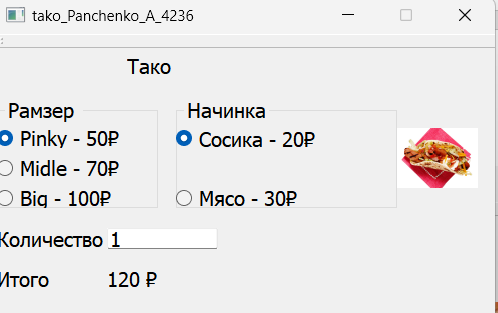 tako_Panchenko_A_4236
Тако
Рамзер
Pinky - 50₽
Midle - 70₽
Big - 100₽
Начинка
Сосика - 20₽
Мясо - 30₽
Количество 1
Итого 120 ₽